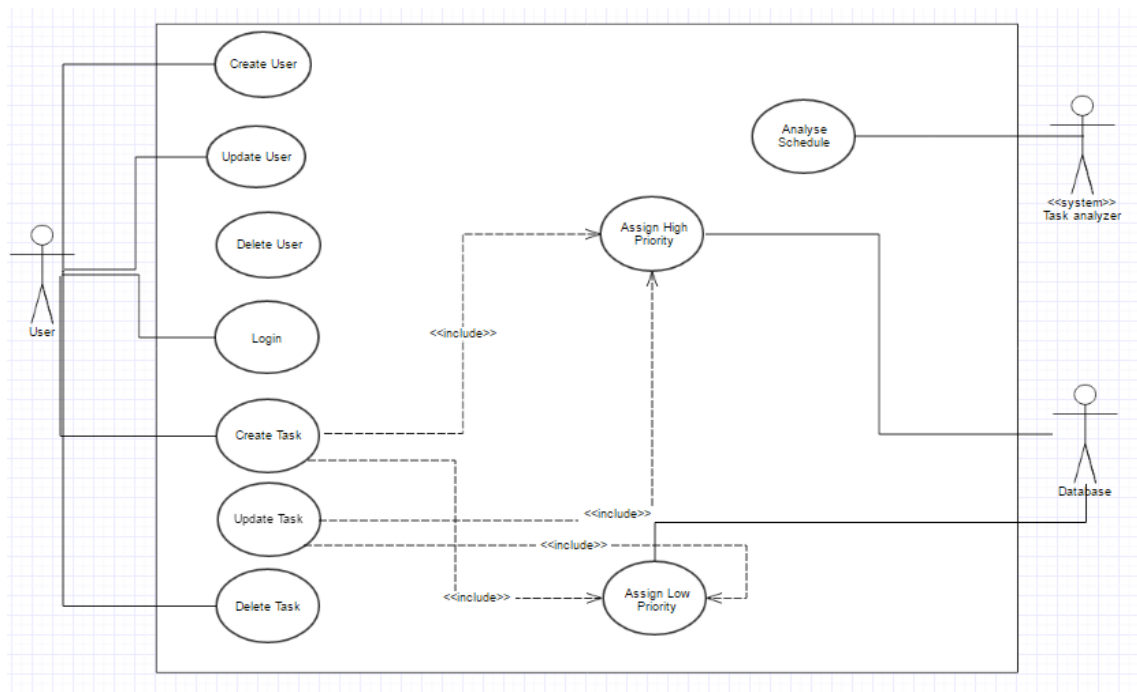 Create User
Analyse
Schedule
Update User
<<system>>
Task analyzer
Assign High
Priority
Delete User
User
<<include>>
Login
Create Task
Database
Update Task
<<include>>
<<include>>
<<include>>
Assign Low
Priority
Delete Task